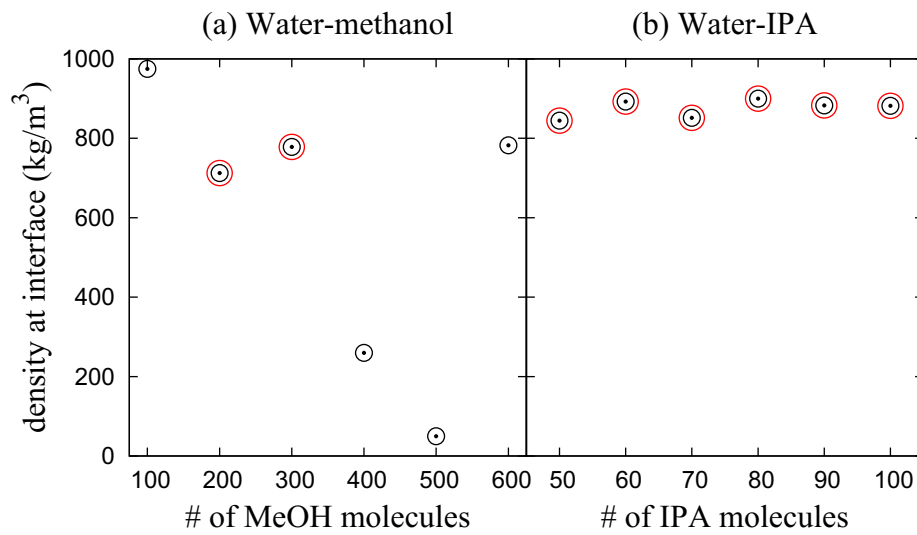 (a) Water-methanol (b) Water-IPA
density at interface (kg/m³)
1000
800
600
400
200
0
100 200 300 400 500 600 50 60 70 80 90 100
# of MeOH molecules # of IPA molecules